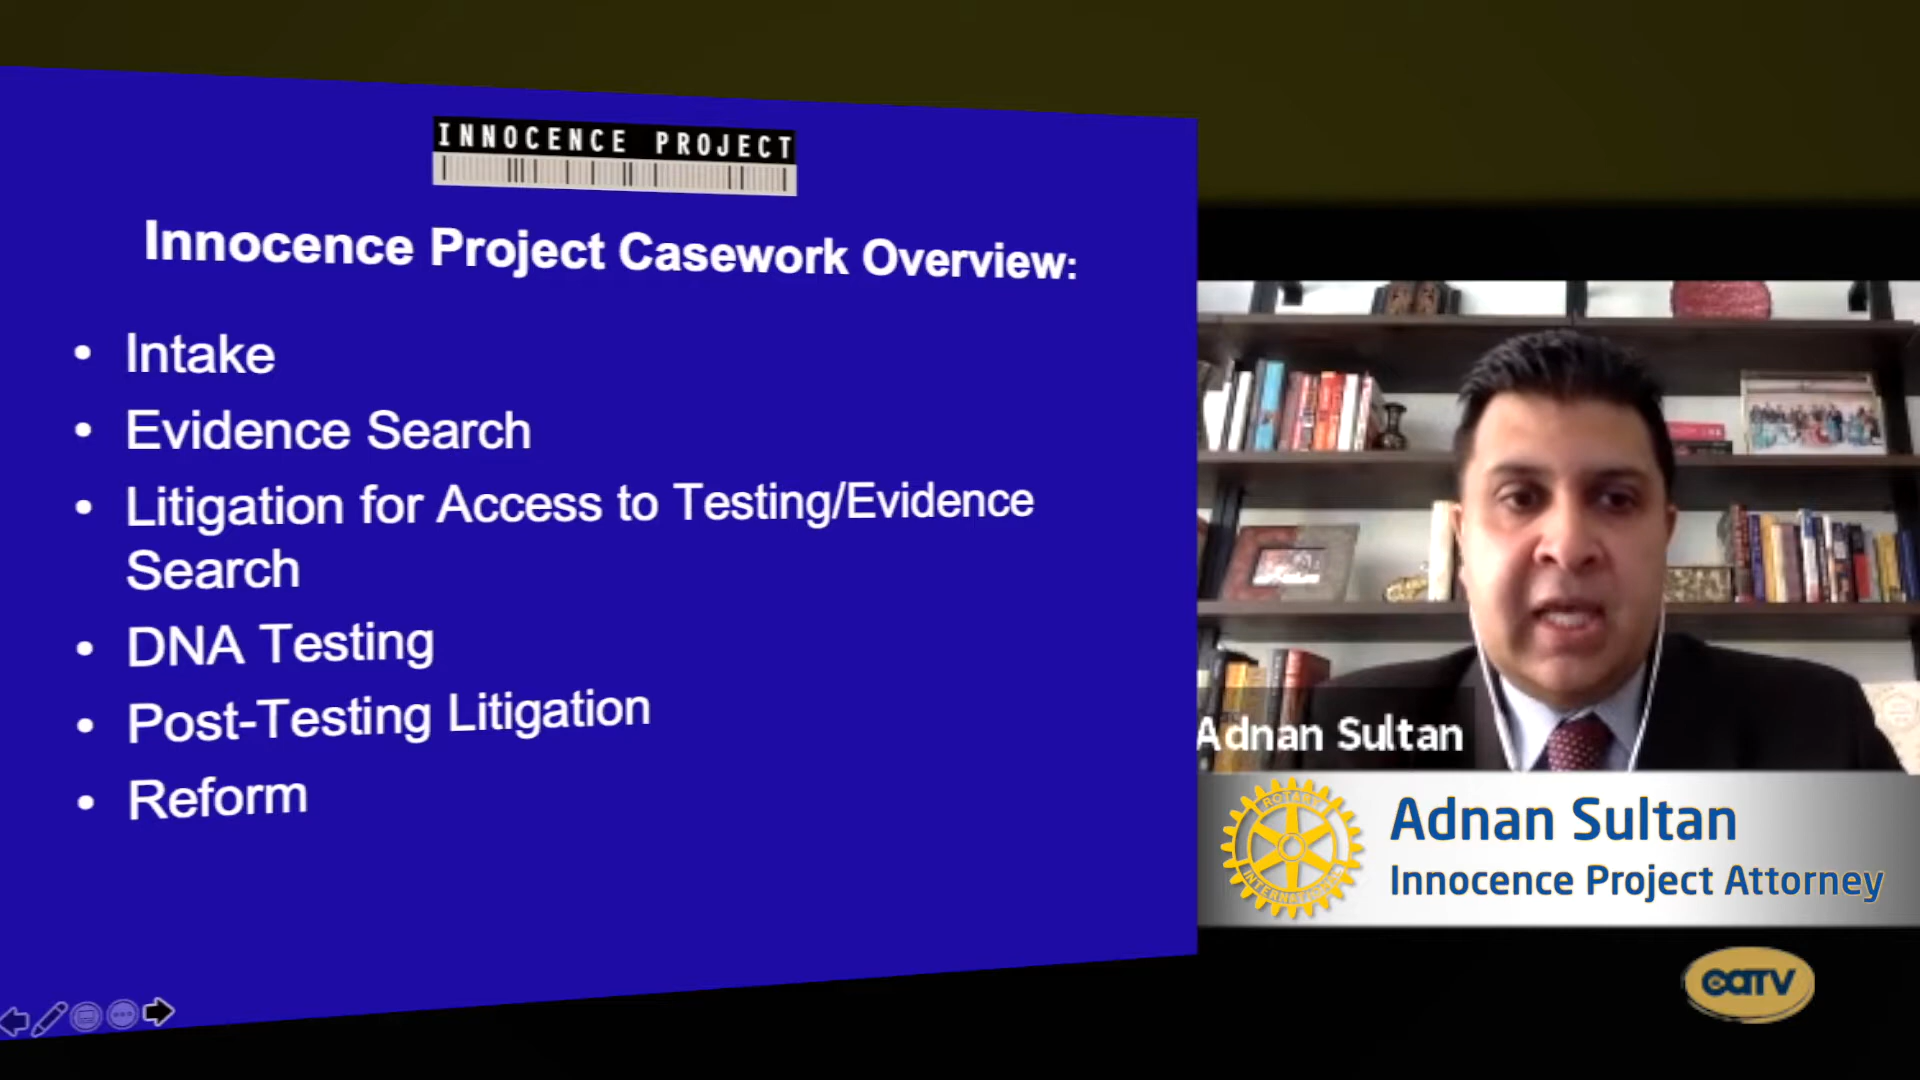 INNOCENCE PROJECT
Innocence Project Casework Overview:
• Intake
• Evidence Search
• Litigation for Access to Testing/Evidence
Search
• DNA Testing
• Post-Testing Litigation
• Reform
Adnan Sultan
ROTARY
INTERNATIONAL
Adnan Sultan
Innocence Project Attorney
CATV